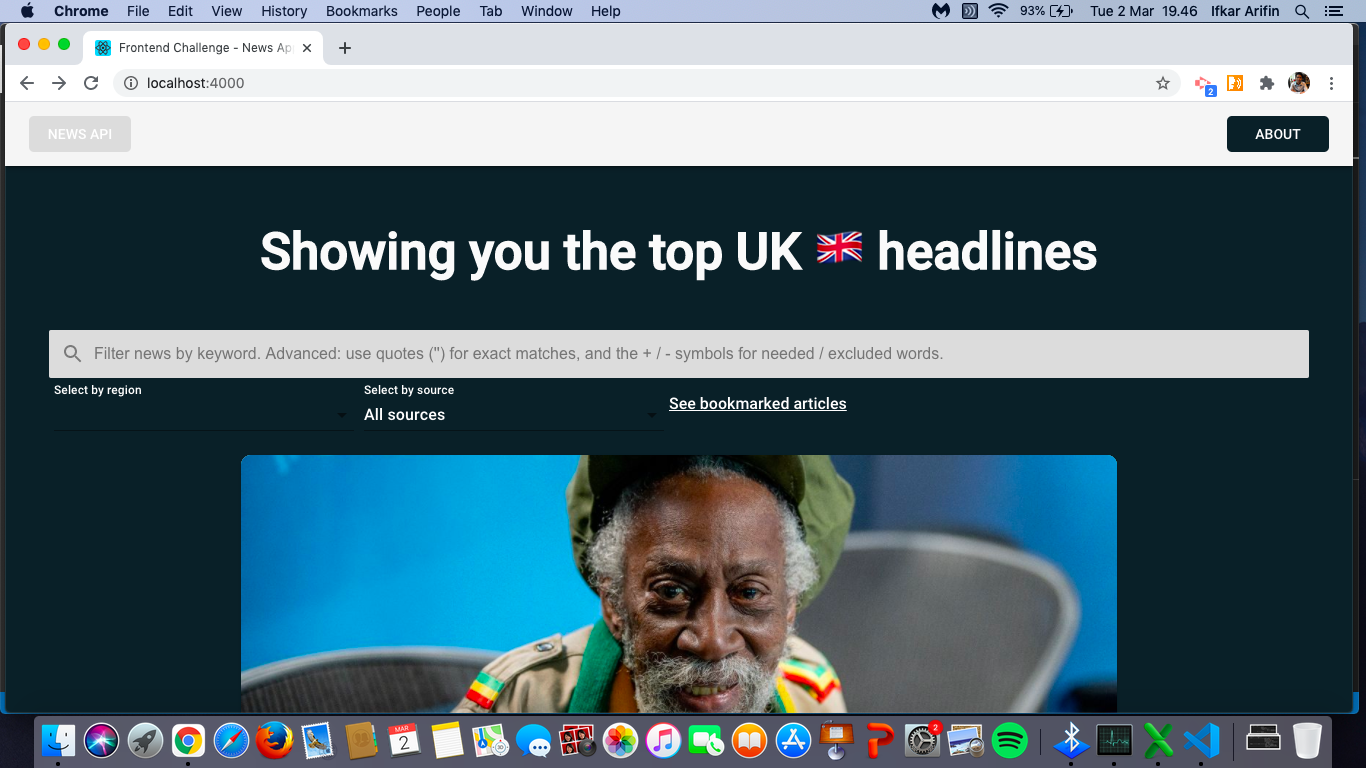 Chrome File Edit View History Bookmarks People Tab Window Help 93% Tue 2 Mar 19.46 Ifkar Arifin
Frontend Challenge - News Ap
localhost:4000
2
NEWS API
ABOUT
Showing you the top UK 🇬🇧 headlines
Filter news by keyword. Advanced: use quotes (") for exact matches, and the + / - symbols for needed / excluded words.
Select by region
Select by source
All sources
See bookmarked articles
MAR
2
3D
2